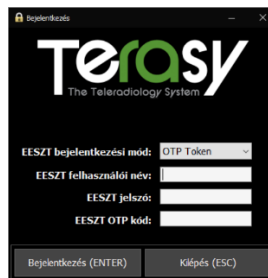 Bejelentkezés
Terasy
The Teleradiology System
EESZT bejelentkezési mód: OTP Token
EESZT felhasználói név:
EESZT jelszó:
EESZT OTP kód:
Bejelentkezés (ENTER) Kilépés (ESC)